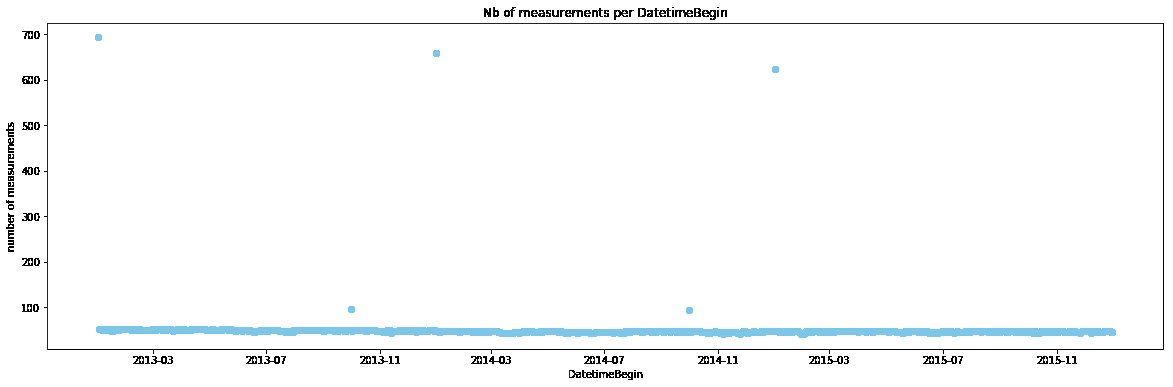 Nb of measurements per DatetimeBegin
700
600
500
400
300
200
100
number of measurements
2013-03 2013-07 2013-11 2014-03 2014-07 2014-11 2015-03 2015-07 2015-11
DatetimeBegin